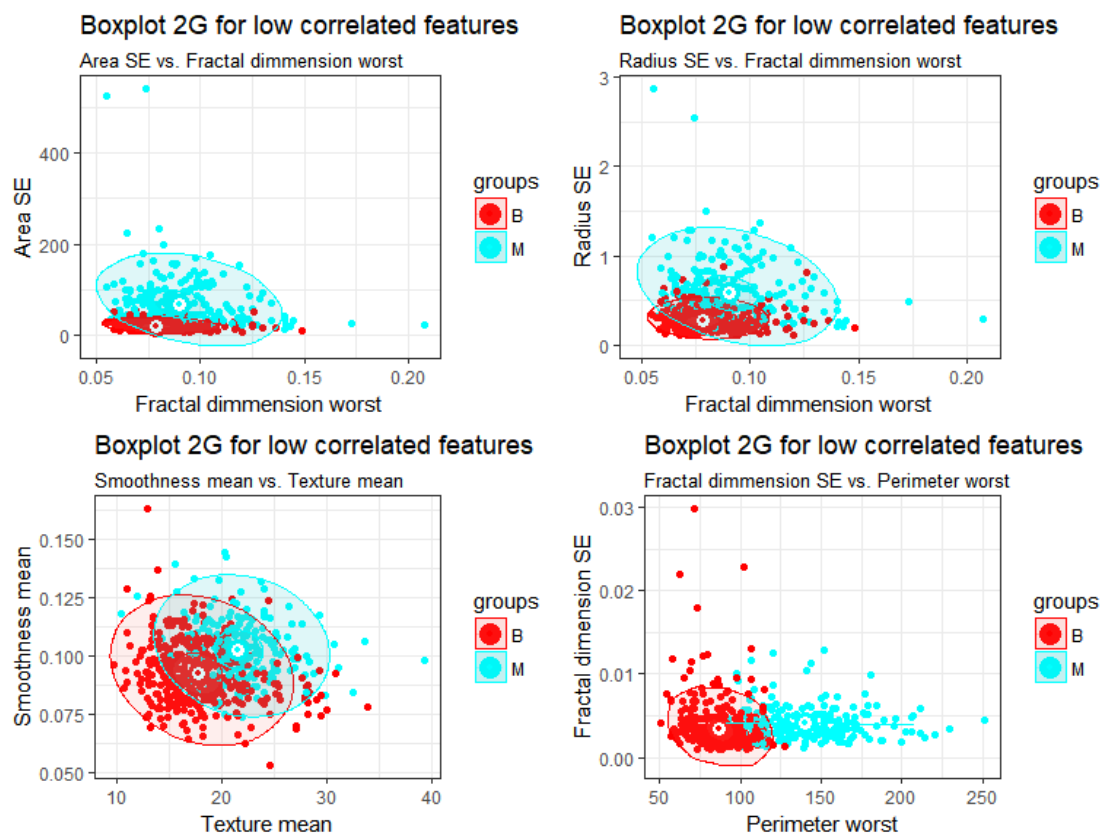 Boxplot 2G for low correlated features
Area SE vs. Fractal dimmension worst
Area SE
400
200
0
0.05 0.10 0.15 0.20
Fractal dimmension worst
groups
B
M
Boxplot 2G for low correlated features
Radius SE vs. Fractal dimmension worst
Radius SE
3
2
1
0
0.05 0.10 0.15 0.20
Fractal dimmension worst
groups
B
M
Boxplot 2G for low correlated features
Smoothness mean vs. Texture mean
Smoothness mean
0.150
0.125
0.100
0.075
0.050
10 20 30 40
Texture mean
groups
B
M
Boxplot 2G for low correlated features
Fractal dimmension SE vs. Perimeter worst
Fractal dimension SE
0.03
0.02
0.01
0.00
50 100 150 200 250
Perimeter worst
groups
B
M